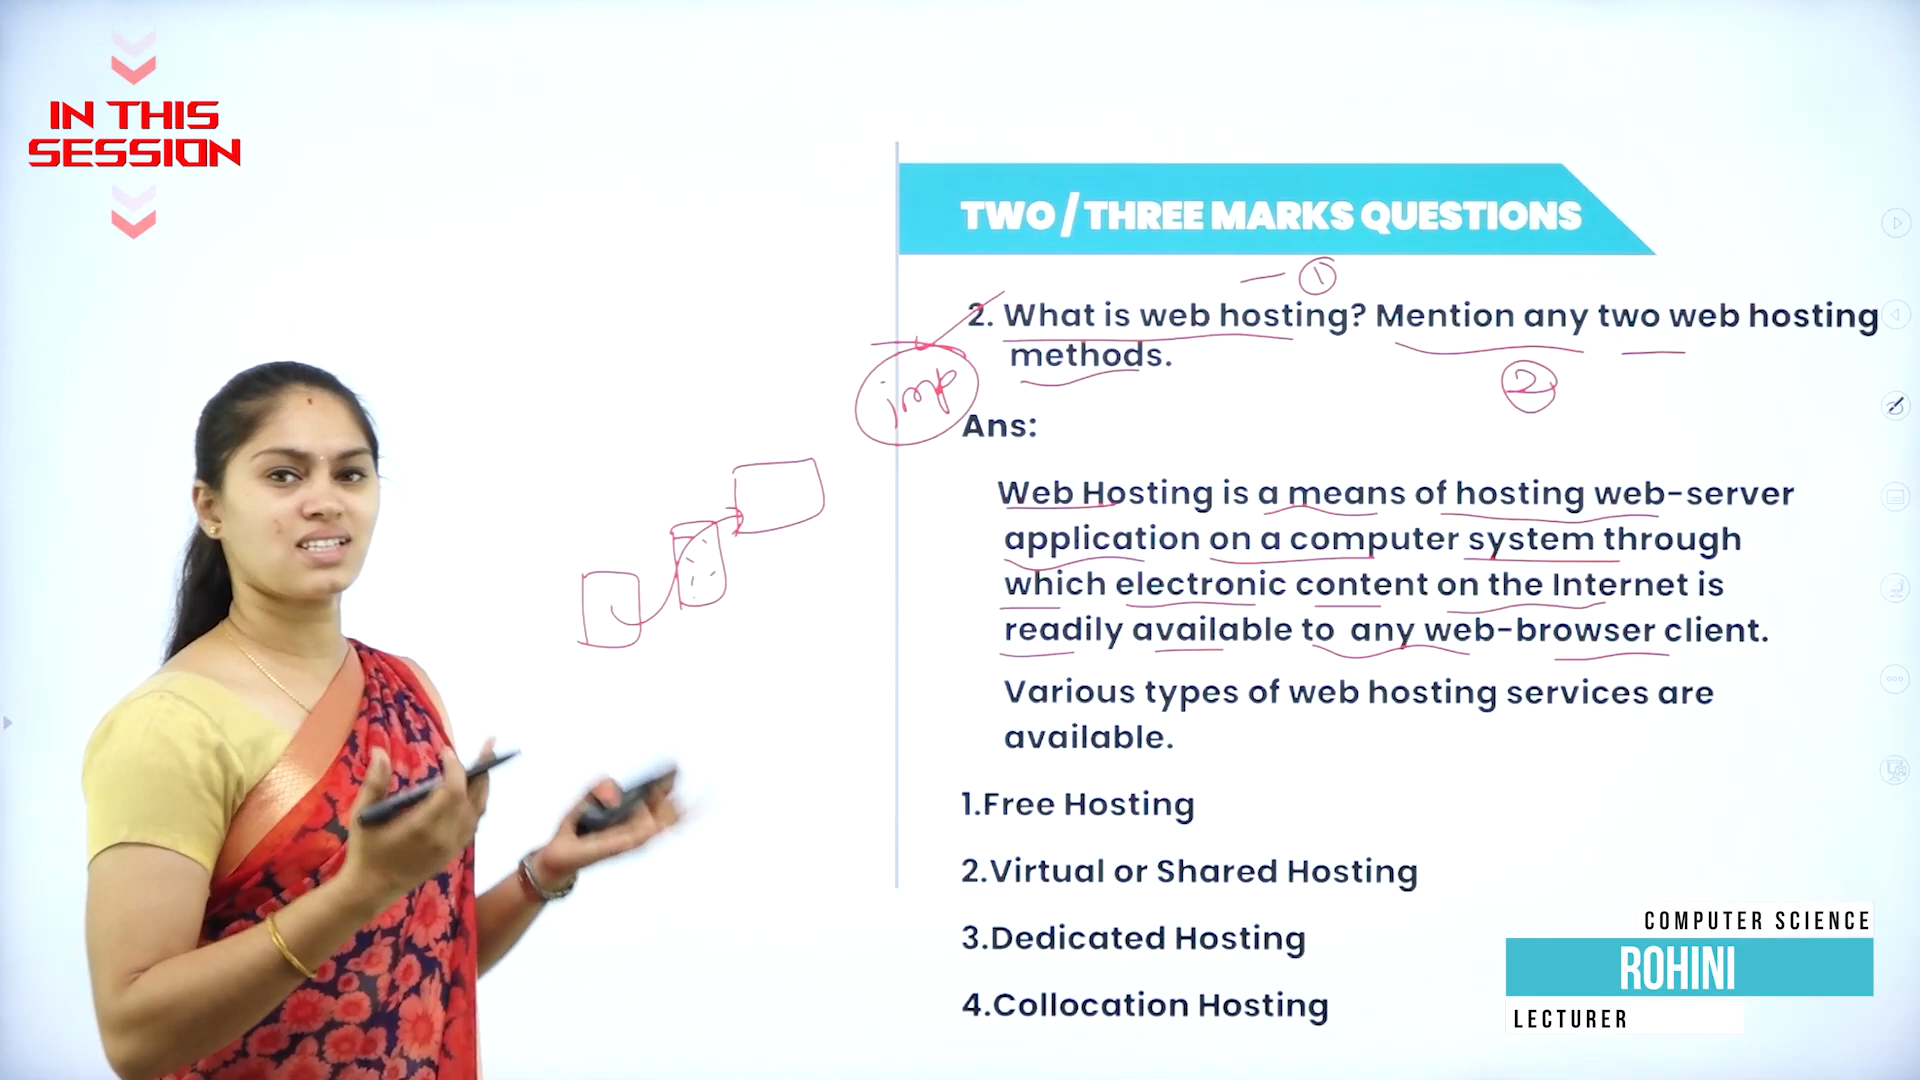 IN THIS
SESSION
TWO/THREE MARKS QUESTIONS
1
2. What is web hosting? Mention any two web hosting
methods.
2
imp
Ans:
Web Hosting is a means of hosting web-server
application on a computer system through
which electronic content on the Internet is
readily available to any web-browser client.
Various types of web hosting services are
available.
1.Free Hosting
2.Virtual or Shared Hosting
3.Dedicated Hosting
4.Collocation Hosting
COMPUTER SCIENCE
ROHINI
LECTURER